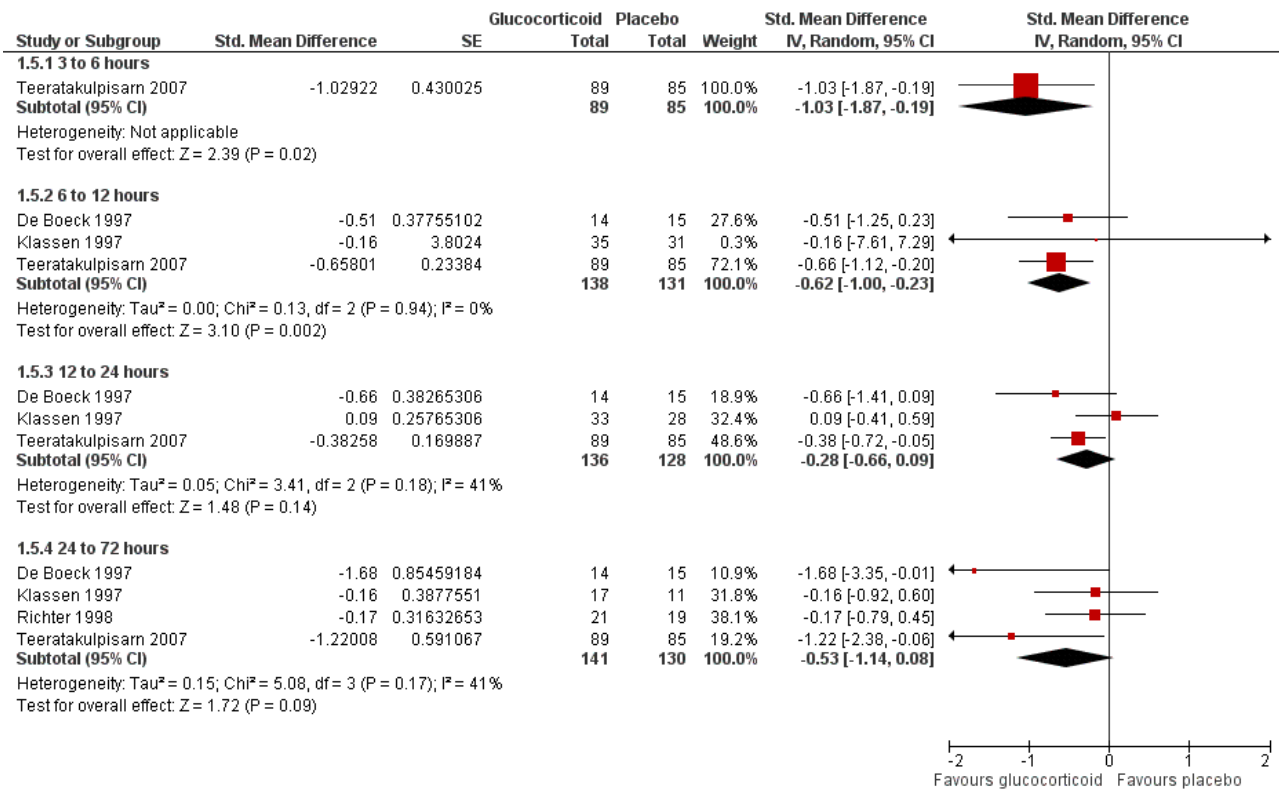 Glucocorticoid Placebo Std. Mean Difference Std. Mean Difference
Study or Subgroup Std. Mean Difference SE Total Total Weight IV, Random, 95% CI IV, Random, 95% CI
1.5.1 3 to 6 hours
Teeratakulpisarn 2007 -1.02922 0.430025 89 85 100.0% -1.03 [-1.87, -0.19]
Subtotal (95% CI) 89 85 100.0% -1.03 [-1.87, -0.19]
Heterogeneity: Not applicable
Test for overall effect: Z = 2.39 (P = 0.02)
1.5.2 6 to 12 hours
De Boeck 1997 -0.51 0.37755102 14 15 27.6% -0.51 [-1.25, 0.23]
Klassen 1997 -0.16 3.8024 35 31 0.3% -0.16 [-7.61, 7.29]
Teeratakulpisarn 2007 -0.65801 0.23384 89 85 72.1% -0.66 [-1.12, -0.20]
Subtotal (95% CI) 138 131 100.0% -0.62 [-1.00, -0.23]
Heterogeneity: Tau² = 0.00; Chi² = 0.13, df = 2 (P = 0.94); I² = 0%
Test for overall effect: Z = 3.10 (P = 0.002)
1.5.3 12 to 24 hours
De Boeck 1997 -0.66 0.38265306 14 15 18.9% -0.66 [-1.41, 0.09]
Klassen 1997 0.09 0.25765306 33 28 32.4% 0.09 [-0.41, 0.59]
Teeratakulpisarn 2007 -0.38258 0.169887 89 85 48.6% -0.38 [-0.72, -0.05]
Subtotal (95% CI) 136 128 100.0% -0.28 [-0.66, 0.09]
Heterogeneity: Tau² = 0.05; Chi² = 3.41, df = 2 (P = 0.18); I² = 41%
Test for overall effect: Z = 1.48 (P = 0.14)
1.5.4 24 to 72 hours
De Boeck 1997 -1.68 0.85459184 14 15 10.9% -1.68 [-3.35, -0.01]
Klassen 1997 -0.16 0.3877551 17 11 31.8% -0.16 [-0.92, 0.60]
Richter 1998 -0.17 0.31632653 21 19 38.1% -0.17 [-0.79, 0.45]
Teeratakulpisarn 2007 -1.22008 0.591067 89 85 19.2% -1.22 [-2.38, -0.06]
Subtotal (95% CI) 141 130 100.0% -0.53 [-1.14, 0.08]
Heterogeneity: Tau² = 0.15; Chi² = 5.08, df = 3 (P = 0.17); I² = 41%
Test for overall effect: Z = 1.72 (P = 0.09)
-2 -1 0 1 2
Favours glucocorticoid Favours placebo